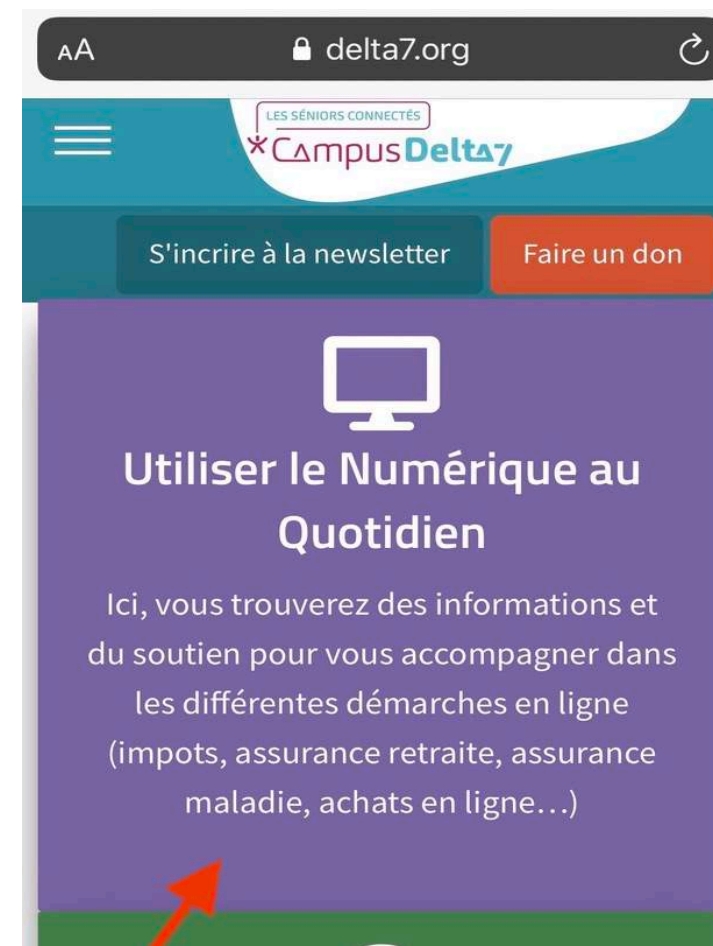 AA
delta7.org
LES SÉNIORS CONNECTÉS
CAmpusDeltA7
S'incrire à la newsletter
Faire un don
Utiliser le Numérique au
Quotidien
Ici, vous trouverez des informations et
du soutien pour vous accompagner dans
les différentes démarches en ligne
(impots, assurance retraite, assurance
maladie, achats en ligne...)